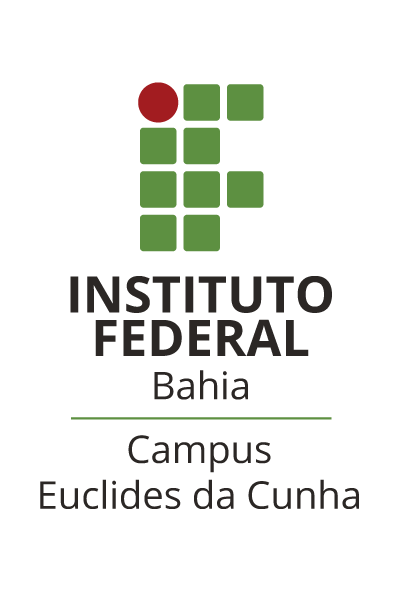 INSTITUTO
FEDERAL
Bahia
Campus
Euclides da Cunha